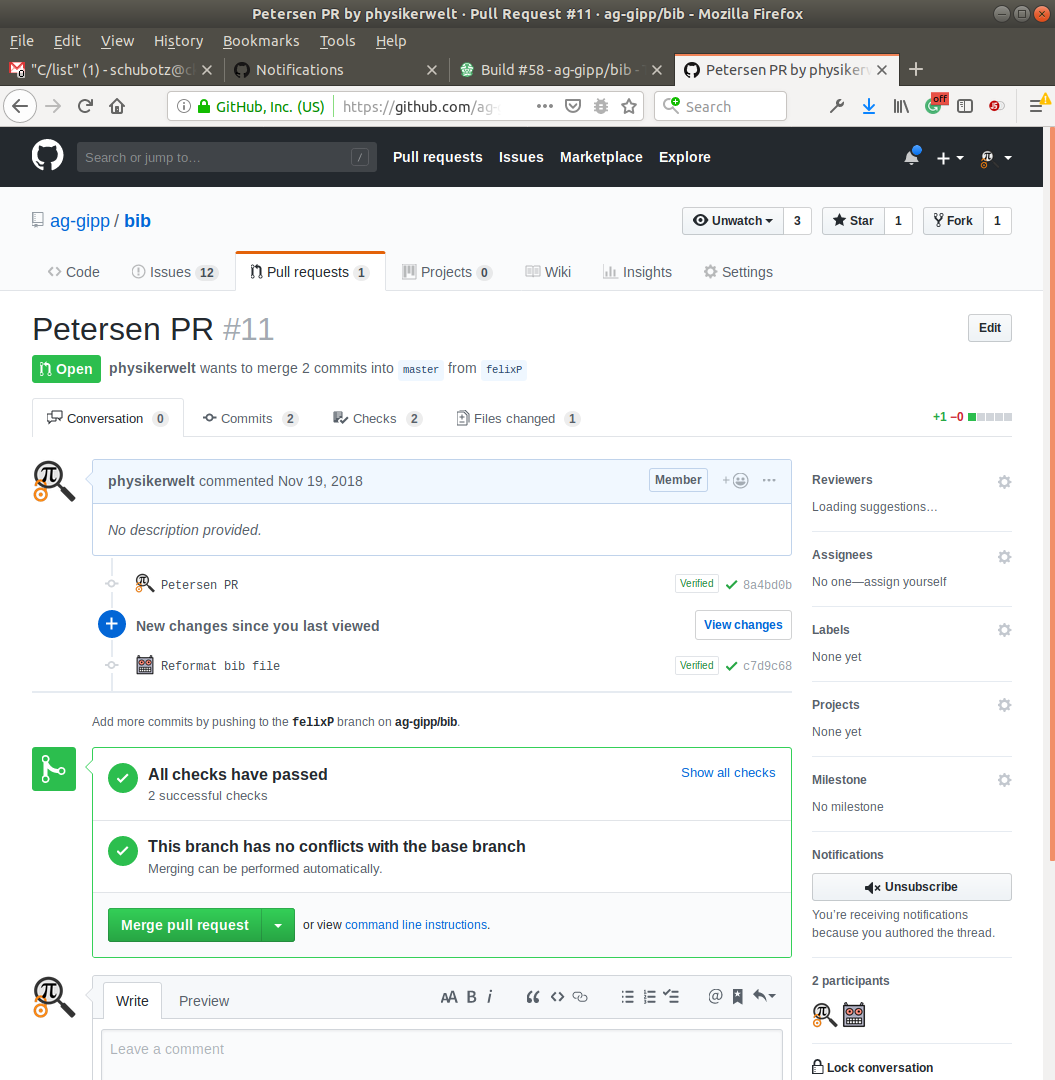 Petersen PR by physikerwelt · Pull Request #11 · ag-gipp/bib - Mozilla Firefox
File Edit View History Bookmarks Tools Help
"C/list" (1) - schubotz@c
Notifications
Build #58 - ag-gipp/bib -
Petersen PR by physikerw
GitHub, Inc. (US) https://github.com/ag-
Search
off
Search or jump to… /
Pull requests Issues Marketplace Explore
ag-gipp / bib
Unwatch 3 Star 1 Fork 1
Code Issues 12 Pull requests 1 Projects 0 Wiki Insights Settings
Petersen PR #11
Edit
Open physikerwelt wants to merge 2 commits into master from felixP
Conversation 0 Commits 2 Checks 2 Files changed 1
+1 −0
physikerwelt commented Nov 19, 2018
Member
No description provided.
Petersen PR Verified 8a4bd0b
New changes since you last viewed View changes
Reformat bib file Verified c7d9c68
Add more commits by pushing to the felixP branch on ag-gipp/bib.
All checks have passed
Show all checks
2 successful checks
This branch has no conflicts with the base branch
Merging can be performed automatically.
Merge pull request or view command line instructions.
Write Preview
AA B i
Leave a comment
Reviewers
Loading suggestions…
Assignees
No one—assign yourself
Labels
None yet
Projects
None yet
Milestone
No milestone
Notifications
Unsubscribe
You're receiving notifications
because you authored the thread.
2 participants
Lock conversation